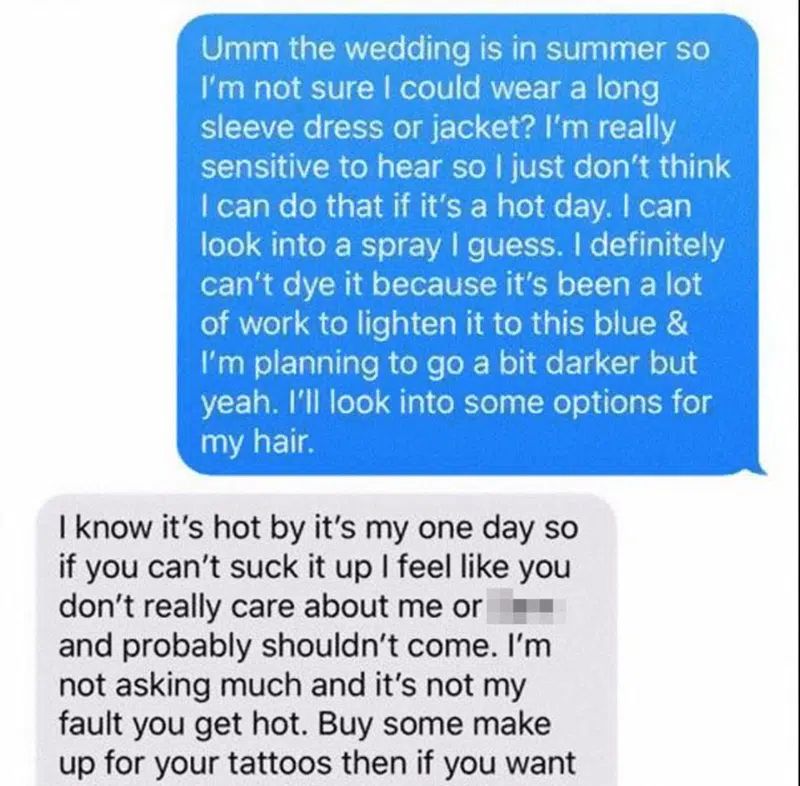 Umm the wedding is in summer so
I'm not sure I could wear a long
sleeve dress or jacket? I'm really
sensitive to hear so I just don't think
I can do that if it's a hot day. I can
look into a spray I guess. I definitely
can't dye it because it's been a lot
of work to lighten it to this blue &
I'm planning to go a bit darker but
yeah. I'll look into some options for
my hair.
I know it's hot by it's my one day so
if you can't suck it up I feel like you
don't really care about me or
and probably shouldn't come. I'm
not asking much and it's not my
fault you get hot. Buy some make
up for your tattoos then if you want